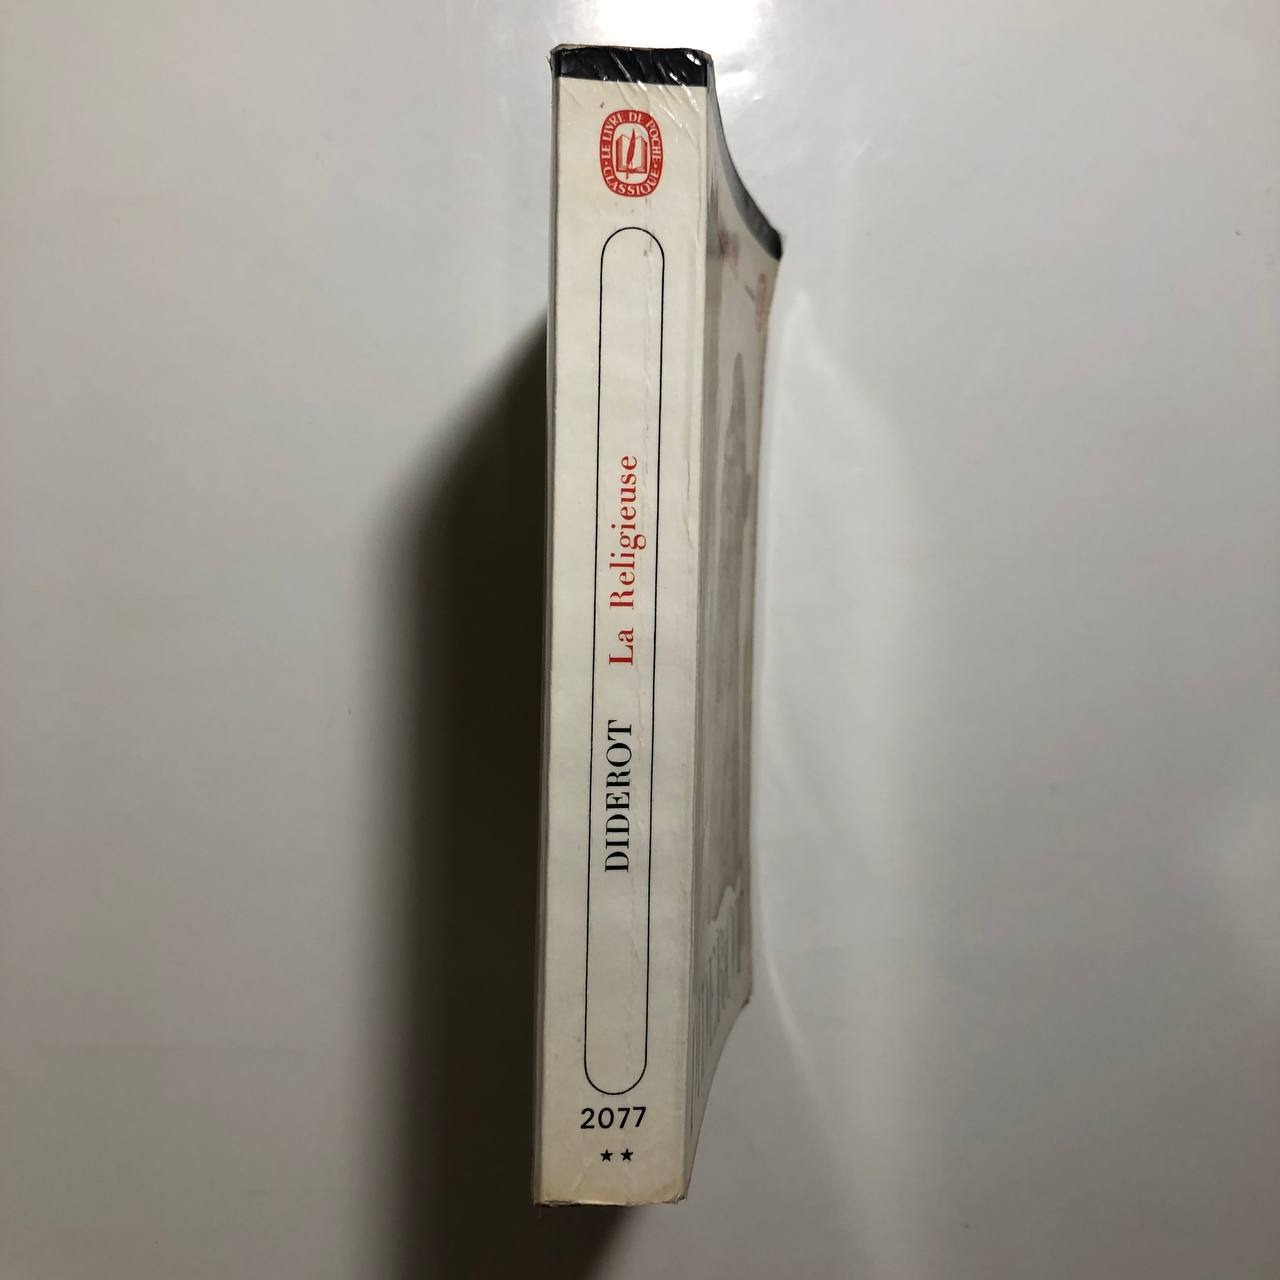 LE LIVRE DE POCHE
CLASSIQUE
DIDEROT La Religieuse
2077
★ ★